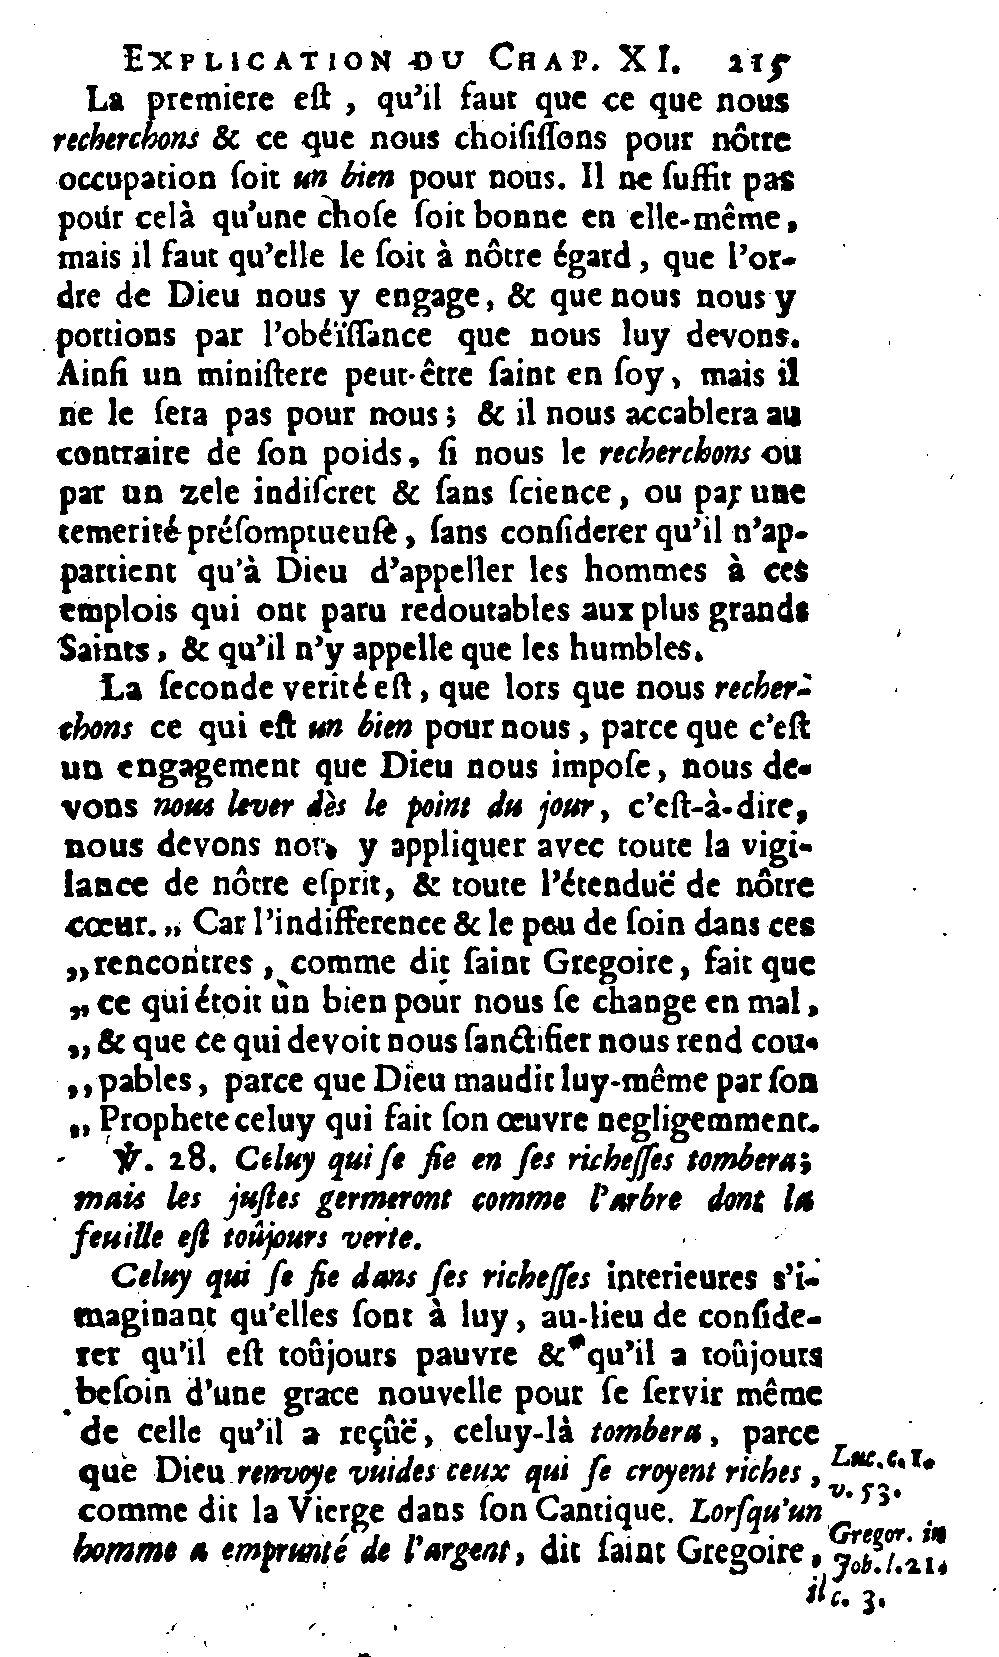 EXPLICATION DU CHAP. XI. 215
La premiere eſt, qu'il faut que ce que nous
recherchons & ce que nous choiſiſſons pour nôtre
occupation ſoit un bien pour nous. Il ne ſuffit pas
pour celà qu'une choſe ſoit bonne en elle-même,
mais il faut qu'elle le ſoit à nôtre égard, que l'or-
dre de Dieu nous y engage, & que nous nous y
portions par l'obéïſſance que nous luy devons.
Ainſi un miniſtere peut-être ſaint en ſoy, mais il
ne le ſera pas pour nous; & il nous accablera au
contraire de ſon poids, ſi nous le recherchons ou
par un zele indiſcret & ſans ſcience, ou par une
temerité préſomptueuſe, ſans conſiderer qu'il n'ap-
partient qu'à Dieu d'appeller les hommes à ces
emplois qui ont paru redoutables aux plus grands
Saints, & qu'il n'y appelle que les humbles.
La ſeconde verité eſt, que lors que nous recher-
chons ce qui eſt un bien pour nous, parce que c'eſt
un engagement que Dieu nous impoſe, nous de-
vons nous lever dès le point du jour, c'eſt-à-dire,
nous devons nous y appliquer avec toute la vigi-
lance de nôtre eſprit, & toute l'étenduë de nôtre
cœur. „ Car l'indifference & le peu de ſoin dans ces
„ rencontres, comme dit ſaint Gregoire, fait que
„ ce qui étoit un bien pour nous ſe change en mal,
„ & que ce qui devoit nous ſanctifier nous rend cou-
„ pables, parce que Dieu maudit luy-même par ſon
„ Prophete celuy qui fait ſon œuvre negligemment.
℣. 28. Celuy qui ſe fie en ſes richeſſes tombera;
mais les juſtes germeront comme l'arbre dont la
feuille eſt toûjours verte.
Celuy qui ſe fie dans ſes richeſſes interieures s'i-
maginant qu'elles ſont à luy, au-lieu de conſide-
rer qu'il eſt toûjours pauvre & qu'il a toûjours
beſoin d'une grace nouvelle pour ſe ſervir même
de celle qu'il a reçûë, celuy-là tombera, parce
que Dieu renvoye vuides ceux qui ſe croyent riches, Luc. c. 1.
v. 53.
comme dit la Vierge dans ſon Cantique. Lorſqu'un
homme a emprunté de l'argent, dit ſaint Gregoire, Gregor. in
Job. l. 21.
il c. 3.